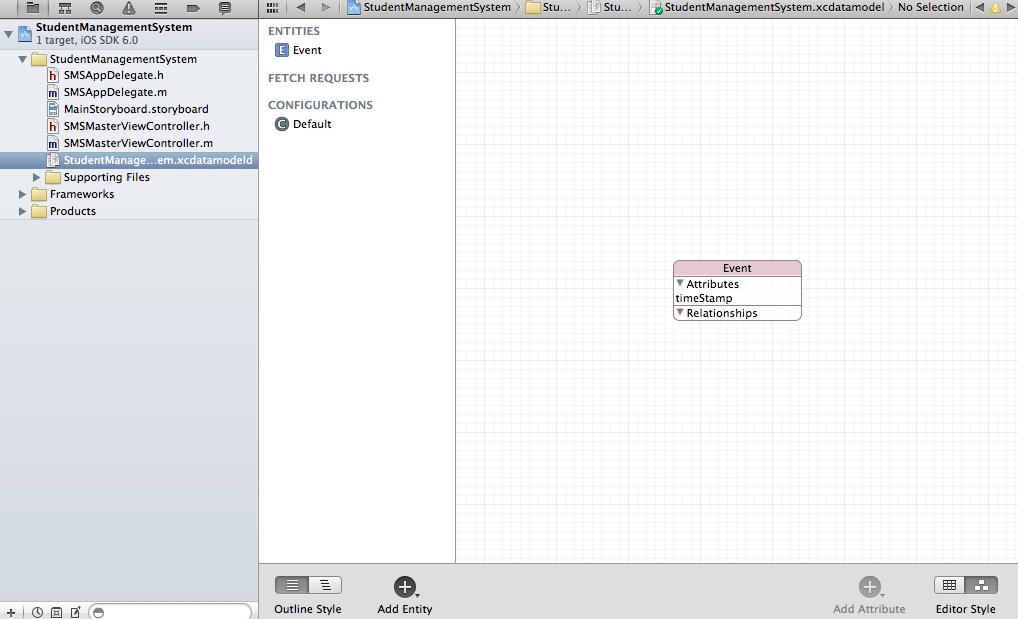 StudentManagementSystem
Stu...
Stu...
StudentManagementSystem.xcdatamodel
No Selection
StudentManagementSystem
1 target, iOS SDK 6.0
StudentManagementSystem
h SMSAppDelegate.h
m SMSAppDelegate.m
MainStoryboard.storyboard
h SMSMasterViewController.h
m SMSMasterViewController.m
StudentManage...em.xcdatamodeld
Supporting Files
Frameworks
Products
ENTITIES
E Event
FETCH REQUESTS
CONFIGURATIONS
C Default
Event
Attributes
timeStamp
Relationships
Outline Style
Add Entity
Add Attribute
Editor Style